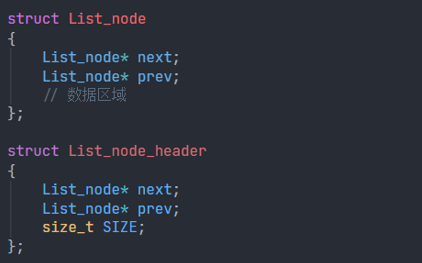 struct List_node
{
    List_node* next;
    List_node* prev;
    // 数据区域
};

struct List_node_header
{
    List_node* next;
    List_node* prev;
    size_t SIZE;
};